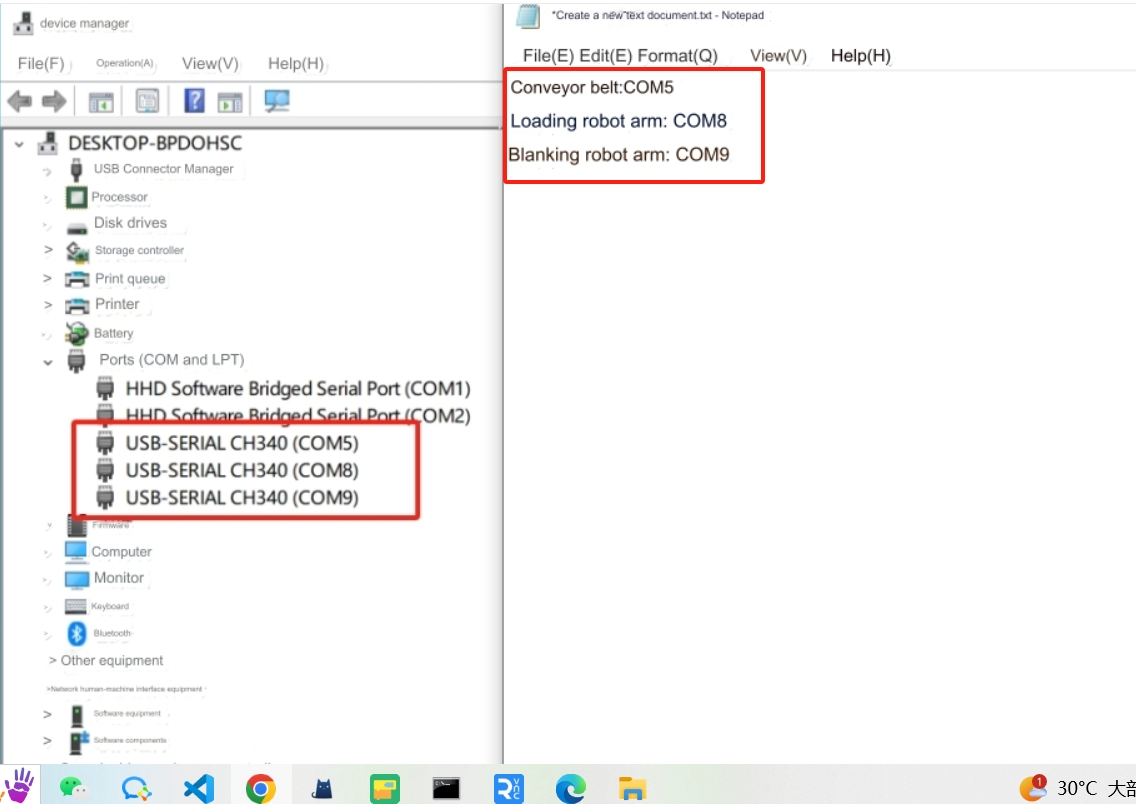 device manager
File(F) Operation(A) View(V) Help(H)
DESKTOP-BPDOHSC
USB Connector Manager
Processor
Disk drives
Storage controller
Print queue
Printer
Battery
Ports (COM and LPT)
HHD Software Bridged Serial Port (COM1)
HHD Software Bridged Serial Port (COM2)
USB-SERIAL CH340 (COM5)
USB-SERIAL CH340 (COM8)
USB-SERIAL CH340 (COM9)
Firmware
Computer
Monitor
Keyboard
Bluetooth
> Other equipment
>Network human-machine interface equipment
Software equipment
Software components
*Create a new text document.txt - Notepad
File(E) Edit(E) Format(Q) View(V) Help(H)
Conveyor belt:COM5
Loading robot arm: COM8
Blanking robot arm: COM9
1
30°C 大部